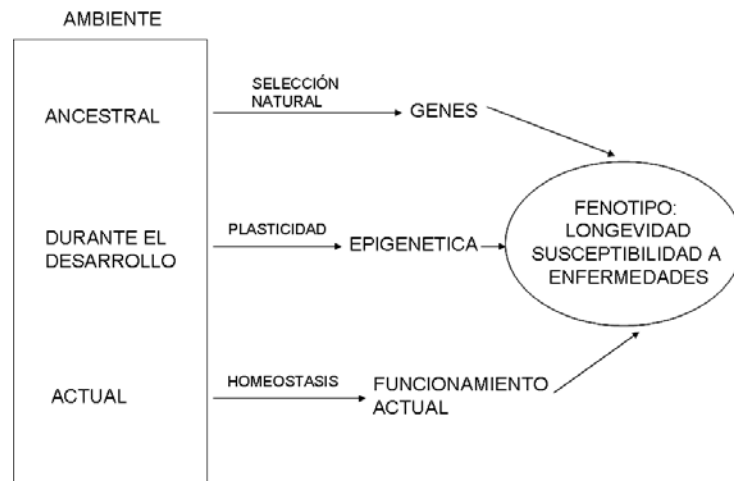 AMBIENTE
SELECCIÓN
NATURAL
ANCESTRAL
GENES
DURANTE EL
DESARROLLO
PLASTICIDAD
EPIGENETICA
FENOTIPO:
LONGEVIDAD
SUSCEPTIBILIDAD A
ENFERMEDADES
ACTUAL
HOMEOSTASIS
FUNCIONAMIENTO
ACTUAL